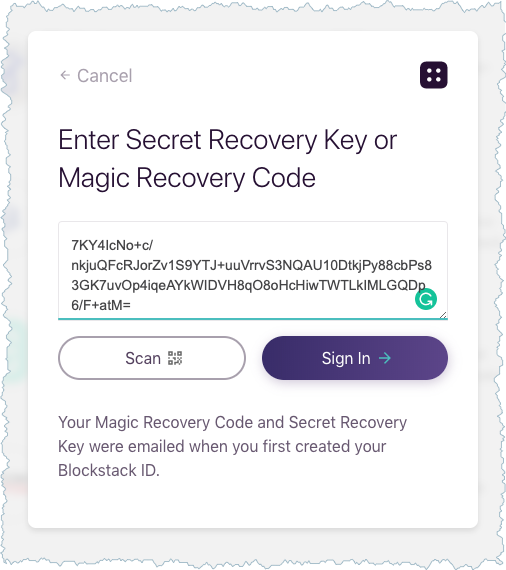 ← Cancel
Enter Secret Recovery Key or
Magic Recovery Code
7KY4lcNo+c/
nkjuQFcRJorZv1S9YTJ+uuVrrvS3NQAU10DtkjPy88cbPs8
3GK7uvOp4iqeAYkWIDVH8qO8oHcHiwTWTLkIMLGQDp
6/F+atM=
Scan
Sign In →
Your Magic Recovery Code and Secret Recovery
Key were emailed when you first created your
Blockstack ID.